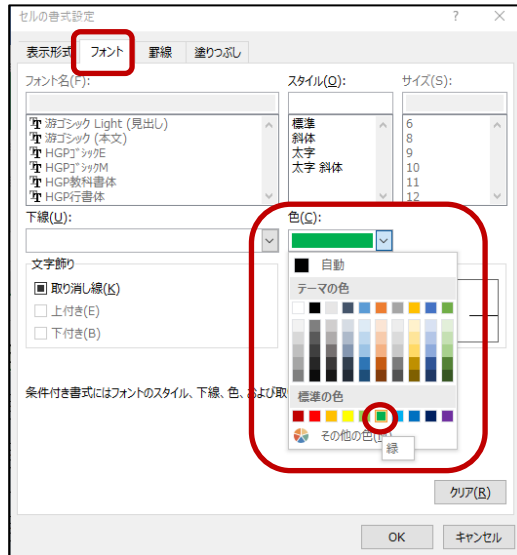 セルの書式設定 ? ×
表示形式 フォント 罫線 塗りつぶし
フォント名(F): スタイル(O): サイズ(S):
游ゴシック Light (見出し) 標準 6
游ゴシック (本文) 斜体 8
HGPゴシックE 太字 9
HGPゴシックM 太字 斜体 10
HGP教科書体 11
HGP行書体 12
下線(U): 色(C):
文字飾り 自動
取り消し線(K) テーマの色
上付き(E)
下付き(B)
条件付き書式にはフォントのスタイル、下線、色、および取
標準の色
その他の色(
緑
クリア(R)
OK キャンセル